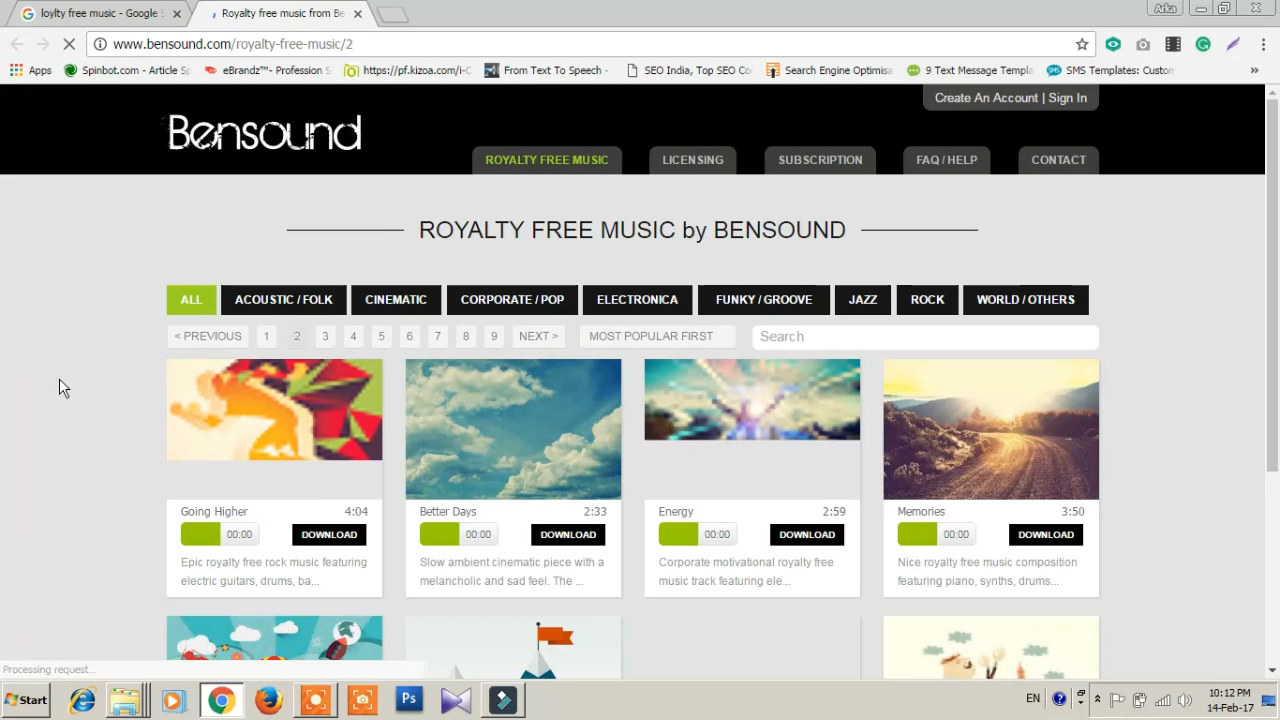 loylty free music - Google S
Royalty free music from Be
Arka
www.bensound.com/royalty-free-music/2
Apps
Spinbot.com - Article Sp
eBrandz™- Profession S
https://pf.kizoa.com/i-C
From Text To Speech -
SEO India, Top SEO Co
Search Engine Optimisa
9 Text Message Templa
SMS Templates: Custom
»
Create An Account | Sign In
Bensound
ROYALTY FREE MUSIC
LICENSING
SUBSCRIPTION
FAQ / HELP
CONTACT
ROYALTY FREE MUSIC by BENSOUND
ALL
ACOUSTIC / FOLK
CINEMATIC
CORPORATE / POP
ELECTRONICA
FUNKY / GROOVE
JAZZ
ROCK
WORLD / OTHERS
< PREVIOUS 1 2 3 4 5 6 7 8 9 NEXT >
MOST POPULAR FIRST
Search
Going Higher 4:04
00:00 DOWNLOAD
Epic royalty free rock music featuring
electric guitars, drums, ba...
Better Days 2:33
00:00 DOWNLOAD
Slow ambient cinematic piece with a
melancholic and sad feel. The ...
Energy 2:59
00:00 DOWNLOAD
Corporate motivational royalty free
music track featuring ele...
Memories 3:50
00:00 DOWNLOAD
Nice royalty free music composition
featuring piano, synths, drums...
Processing request...
Start
Ps
EN
10:12 PM
14-Feb-17